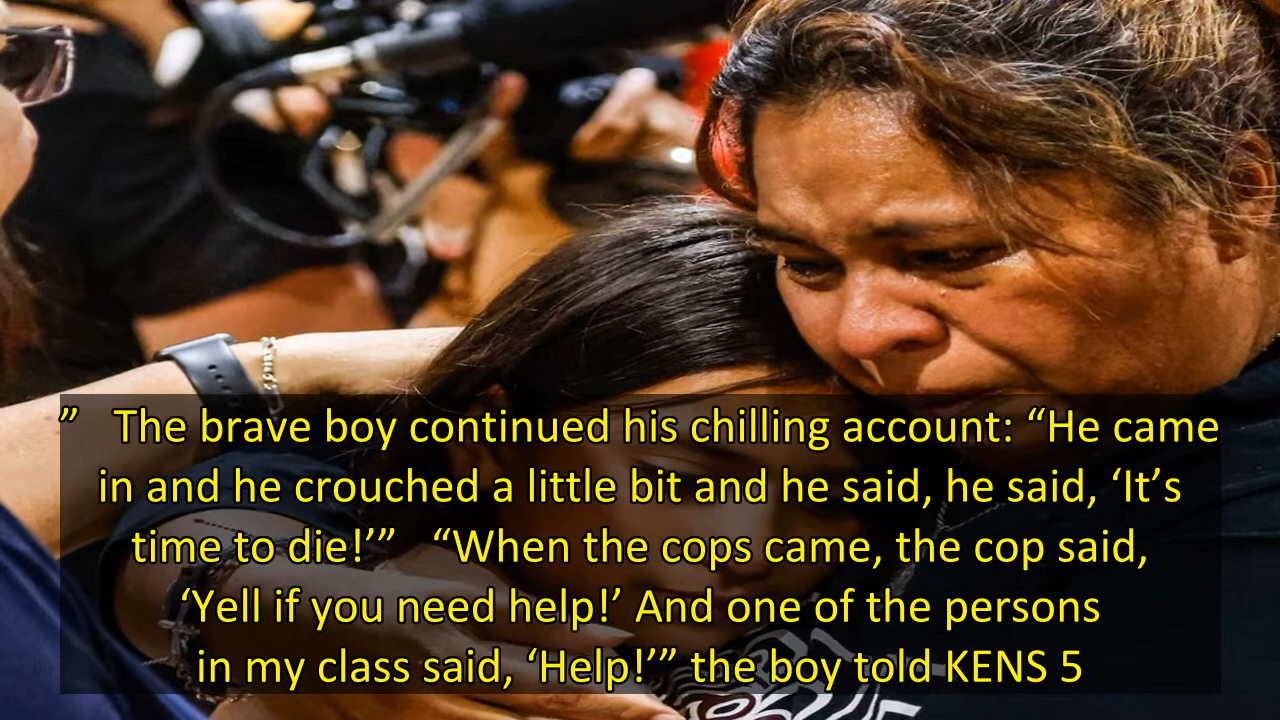 ”   The brave boy continued his chilling account: “He came
in and he crouched a little bit and he said, he said, ‘It’s
time to die!’”   “When the cops came, the cop said,
‘Yell if you need help!’ And one of the persons
in my class said, ‘Help!’” the boy told KENS 5